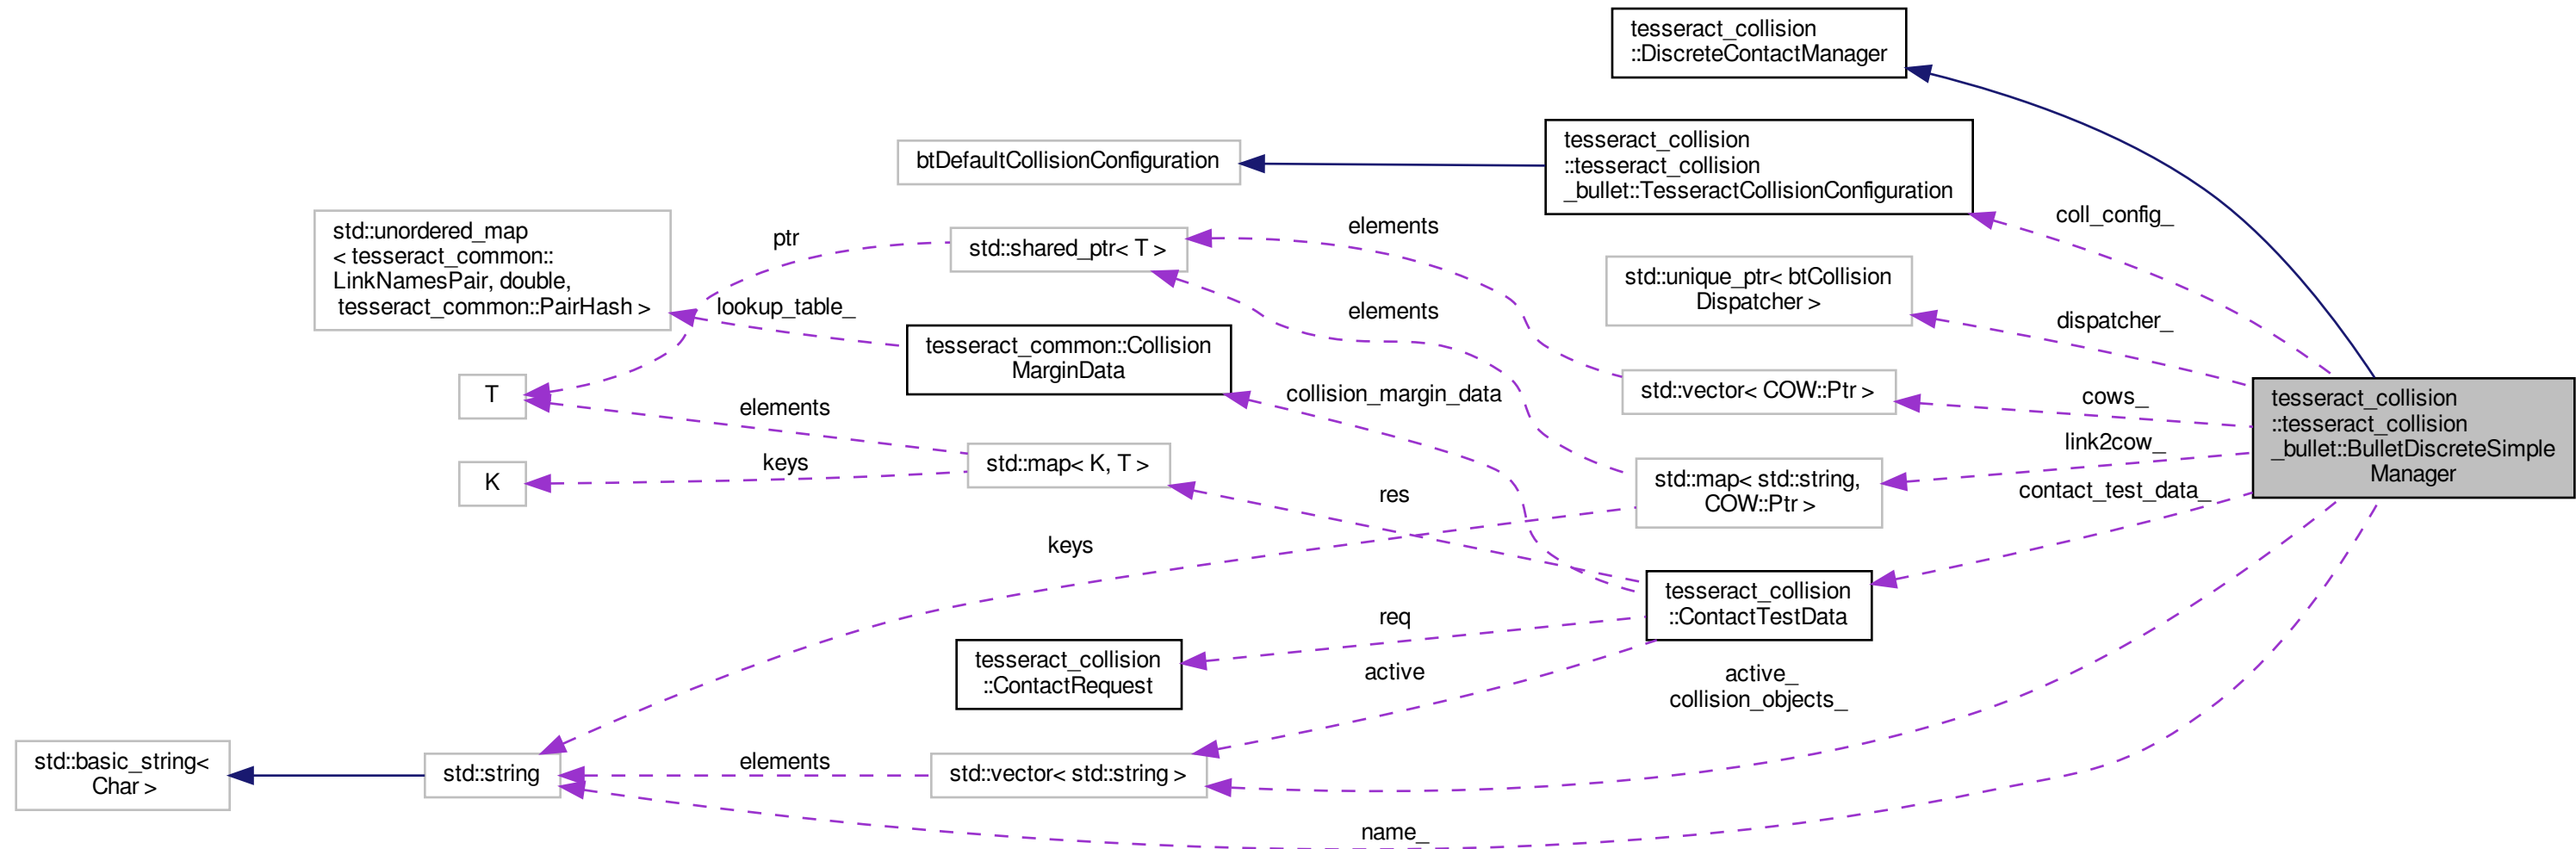 tesseract_collision
::DiscreteContactManager
tesseract_collision
::tesseract_collision
_bullet::TesseractCollisionConfiguration
btDefaultCollisionConfiguration
coll_config_
std::unordered_map
< tesseract_common::
LinkNamesPair, double,
tesseract_common::PairHash >
ptr
std::shared_ptr< T >
elements
std::unique_ptr< btCollision
Dispatcher >
lookup_table_
elements
dispatcher_
tesseract_common::Collision
MarginData
T
collision_margin_data
std::vector< COW::Ptr >
cows_
tesseract_collision
::tesseract_collision
_bullet::BulletDiscreteSimple
Manager
elements
link2cow_
K
keys
std::map< K, T >
std::map< std::string,
COW::Ptr >
res
contact_test_data_
keys
tesseract_collision
::ContactTestData
req
tesseract_collision
::ContactRequest
active
active_
collision_objects_
std::basic_string<
Char >
std::string
elements
std::vector< std::string >
name_